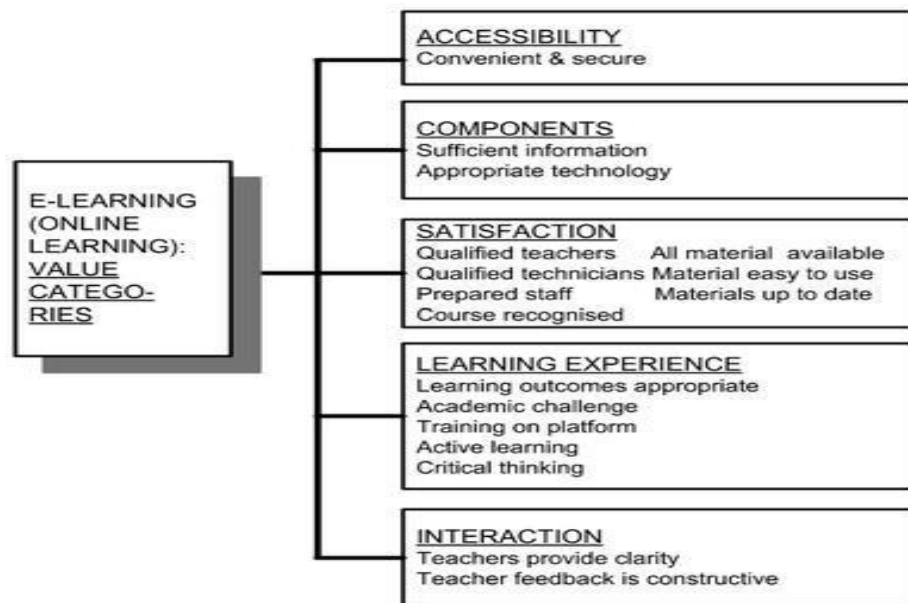 E-LEARNING
(ONLINE
LEARNING):
VALUE
CATEGO-
RIES
ACCESSIBILITY
Convenient & secure
COMPONENTS
Sufficient information
Appropriate technology
SATISFACTION
Qualified teachers All material available
Qualified technicians Material easy to use
Prepared staff Materials up to date
Course recognised
LEARNING EXPERIENCE
Learning outcomes appropriate
Academic challenge
Training on platform
Active learning
Critical thinking
INTERACTION
Teachers provide clarity
Teacher feedback is constructive